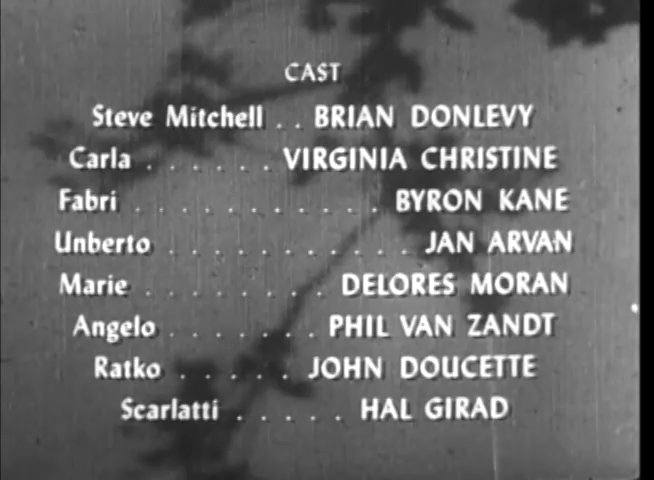 CAST
Steve Mitchell . . BRIAN DONLEVY
Carla . . . . . . VIRGINIA CHRISTINE
Fabri . . . . . . . . . . . BYRON KANE
Unberto . . . . . . . . . . . JAN ARVAN
Marie . . . . . . . . DELORES MORAN
Angelo . . . . . . . PHIL VAN ZANDT
Ratko . . . . . . JOHN DOUCETTE
Scarlatti . . . . . HAL GIRAD